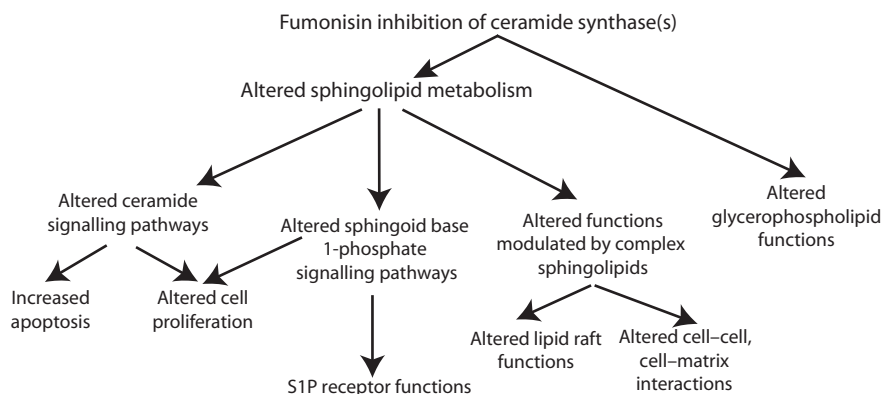 Fumonisin inhibition of ceramide synthase(s)
Altered sphingolipid metabolism
Altered ceramide
signalling pathways
Altered sphingoid base
1-phosphate
signalling pathways
Altered functions
modulated by complex
sphingolipids
Altered
glycerophospholipid
functions
Increased
apoptosis
Altered cell
proliferation
S1P receptor functions
Altered lipid raft
functions
Altered cell–cell,
cell–matrix
interactions